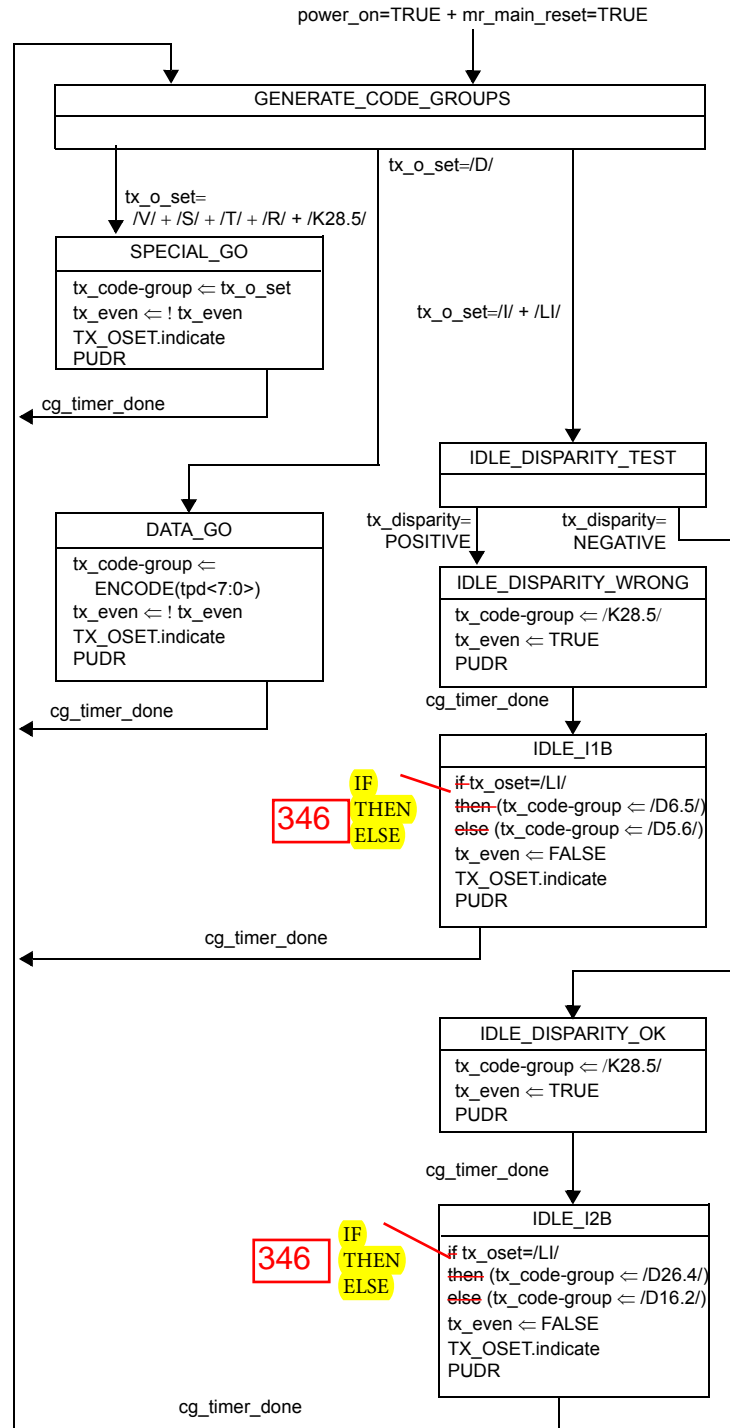 power_on=TRUE + mr_main_reset=TRUE
GENERATE_CODE_GROUPS
tx_o_set=/D/
tx_o_set=
/V/ + /S/ + /T/ + /R/ + /K28.5/
SPECIAL_GO
tx_code-group ⇐ tx_o_set
tx_even ⇐ ! tx_even
TX_OSET.indicate
PUDR
tx_o_set=/I/ + /LI/
cg_timer_done
IDLE_DISPARITY_TEST
tx_disparity=
POSITIVE
tx_disparity=
NEGATIVE
DATA_GO
tx_code-group ⇐
ENCODE(tpd<7:0>)
tx_even ⇐ ! tx_even
TX_OSET.indicate
PUDR
cg_timer_done
IDLE_DISPARITY_WRONG
tx_code-group ⇐ /K28.5/
tx_even ⇐ TRUE
PUDR
cg_timer_done
IDLE_I1B
if tx_oset=/LI/
then (tx_code-group ⇐ /D6.5/)
else (tx_code-group ⇐ /D5.6/)
tx_even ⇐ FALSE
TX_OSET.indicate
PUDR
346
IF
THEN
ELSE
cg_timer_done
IDLE_DISPARITY_OK
tx_code-group ⇐ /K28.5/
tx_even ⇐ TRUE
PUDR
cg_timer_done
IDLE_I2B
if tx_oset=/LI/
then (tx_code-group ⇐ /D26.4/)
else (tx_code-group ⇐ /D16.2/)
tx_even ⇐ FALSE
TX_OSET.indicate
PUDR
346
IF
THEN
ELSE
cg_timer_done